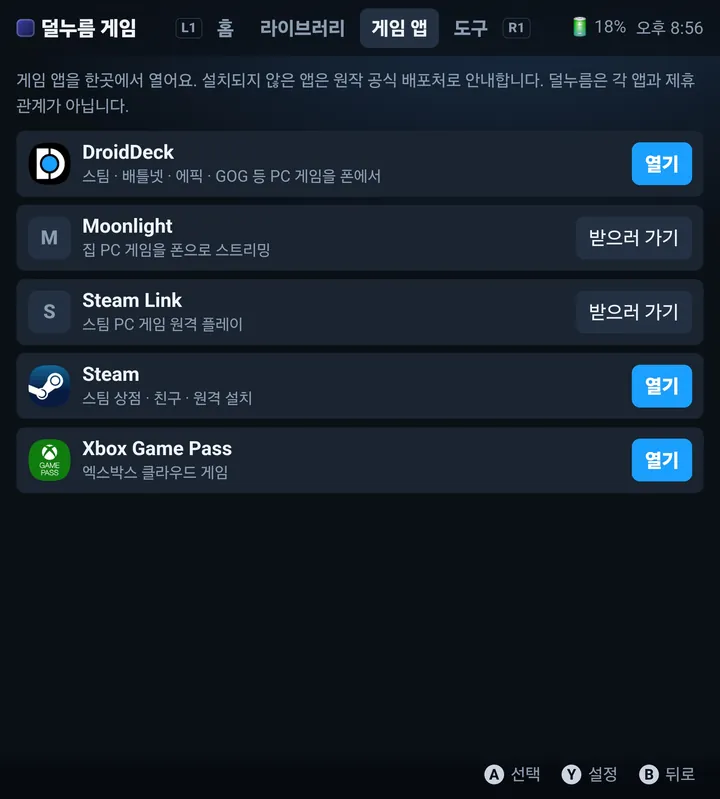 덜누름 게임 L1 홈 라이브러리 게임 앱 도구 R1 18% 오후 8:56
게임 앱을 한곳에서 열어요. 설치되지 않은 앱은 원작 공식 배포처로 안내합니다. 덜누름은 각 앱과 제휴
관계가 아닙니다.
DroidDeck
스팀 · 배틀넷 · 에픽 · GOG 등 PC 게임을 폰에서
열기
M
Moonlight
집 PC 게임을 폰으로 스트리밍
받으러 가기
S
Steam Link
스팀 PC 게임 원격 플레이
받으러 가기
Steam
스팀 상점 · 친구 · 원격 설치
열기
GAME
PASS
Xbox Game Pass
엑스박스 클라우드 게임
열기
A 선택 Y 설정 B 뒤로